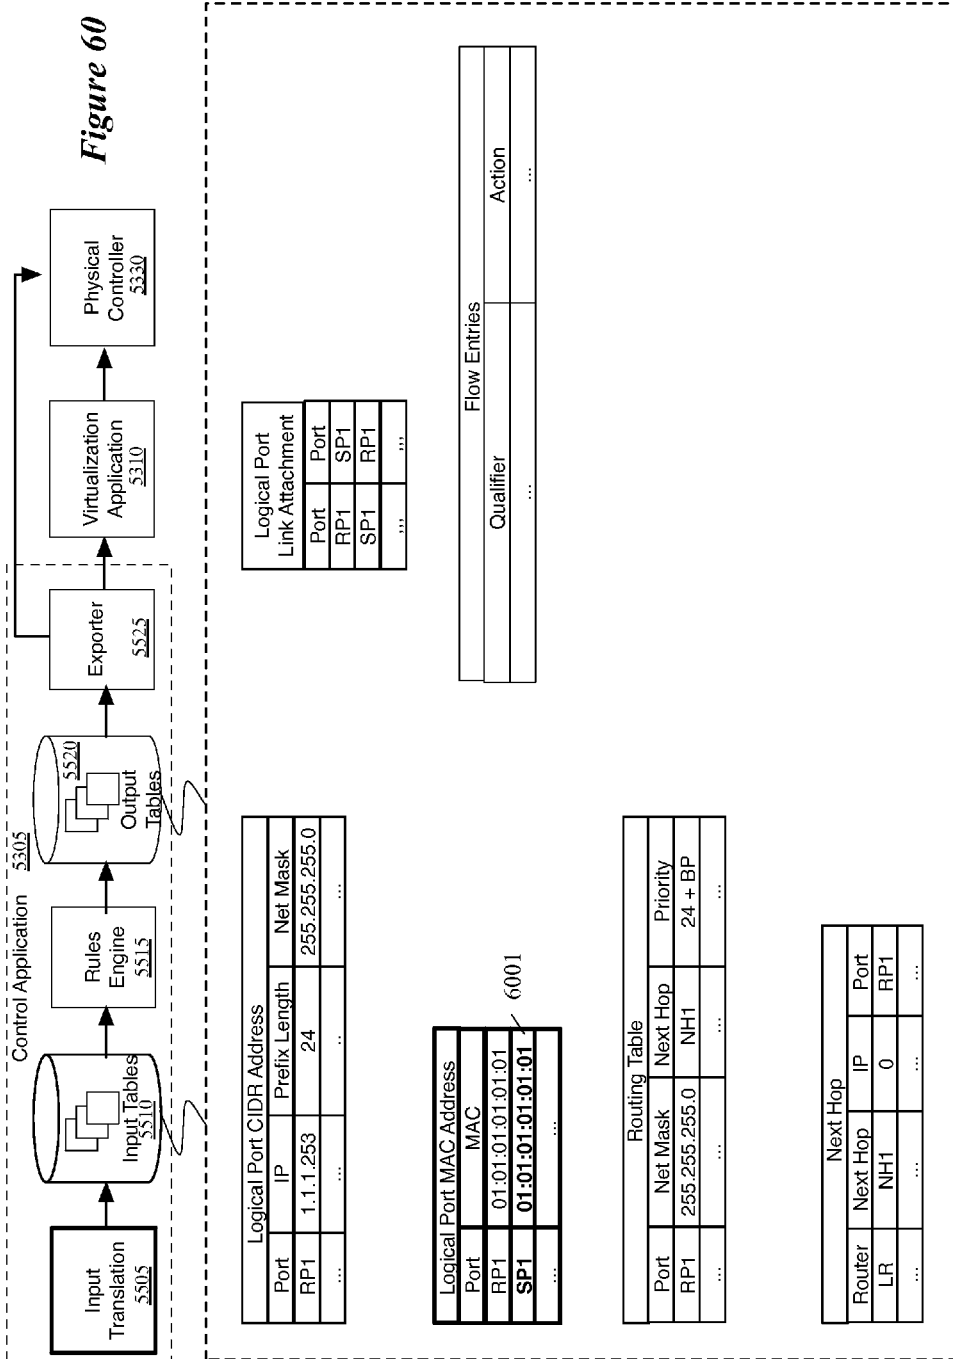 Figure 60
Control Application
5305
Input
Translation
5505
Input Tables
5510
Rules
Engine
5515
5520
Output
Tables
Exporter
5525
Virtualization
Application
5310
Physical
Controller
5330
Logical Port CIDR Address
Port IP Prefix Length Net Mask
RP1 1.1.1.253 24 255.255.255.0
... ... .. ...
Logical Port
Link Attachment
Port Port
RP1 SP1
SP1 RP1
,,, ,,,
Logical Port MAC Address
Port MAC
RP1 01:01:01:01:01:01
SP1 01:01:01:01:01:01
... ...
6001
Flow Entries
Qualifier Action
... ...
Routing Table
Port Net Mask Next Hop Priority
RP1 255.255.255.0 NH1 24 + BP
... ... ... ...
Next Hop
Router Next Hop IP Port
LR NH1 0 RP1
... ... ... ...